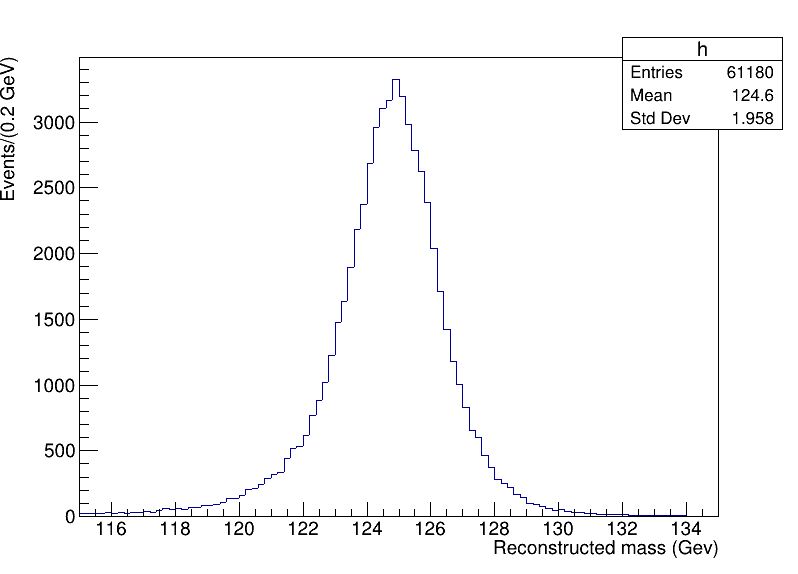 h
Entries 61180
Mean 124.6
Std Dev 1.958
Events/(0.2 GeV)
3000
2500
2000
1500
1000
500
0
116 118 120 122 124 126 128 130 132 134
Reconstructed mass (Gev)